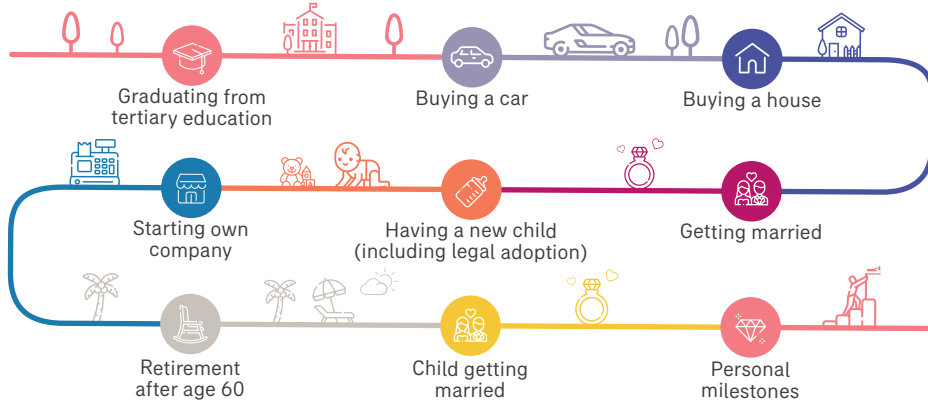 Graduating from
tertiary education
Buying a car
Buying a house
Starting own
company
Having a new child
(including legal adoption)
Getting married
Retirement
after age 60
Child getting
married
Personal
milestones